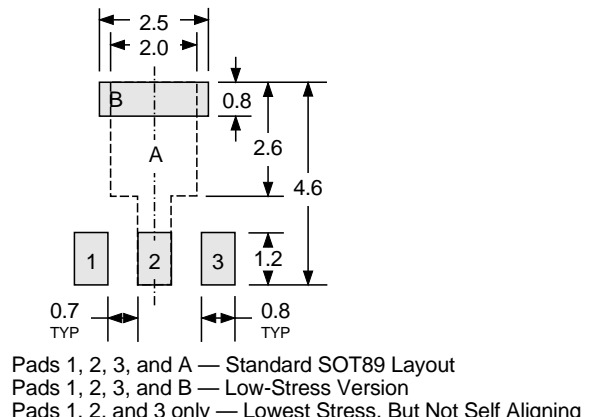 2.5
2.0
B
0.8
A
2.6
4.6
1
2
3
1.2
0.7
TYP
0.8
TYP
Pads 1, 2, 3, and A — Standard SOT89 Layout
Pads 1, 2, 3, and B — Low-Stress Version
Pads 1, 2, and 3 only — Lowest Stress, But Not Self Aligning